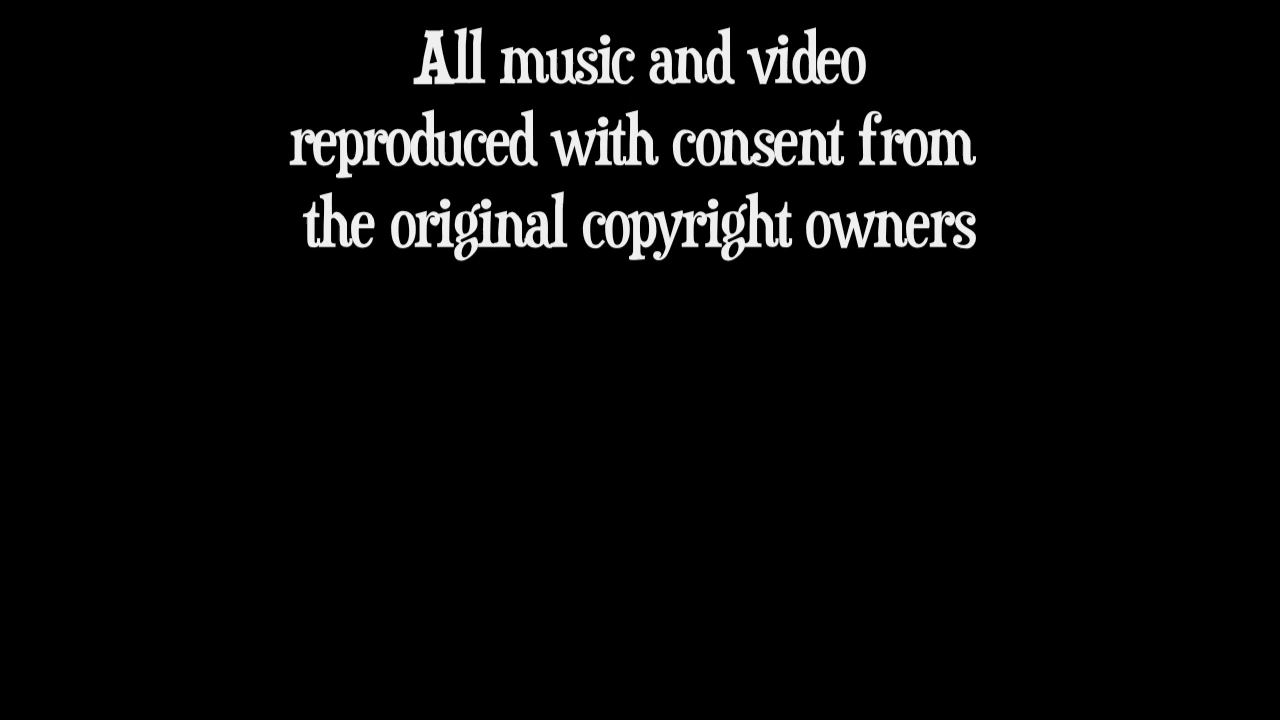 All music and video
reproduced with consent from
the original copyright owners